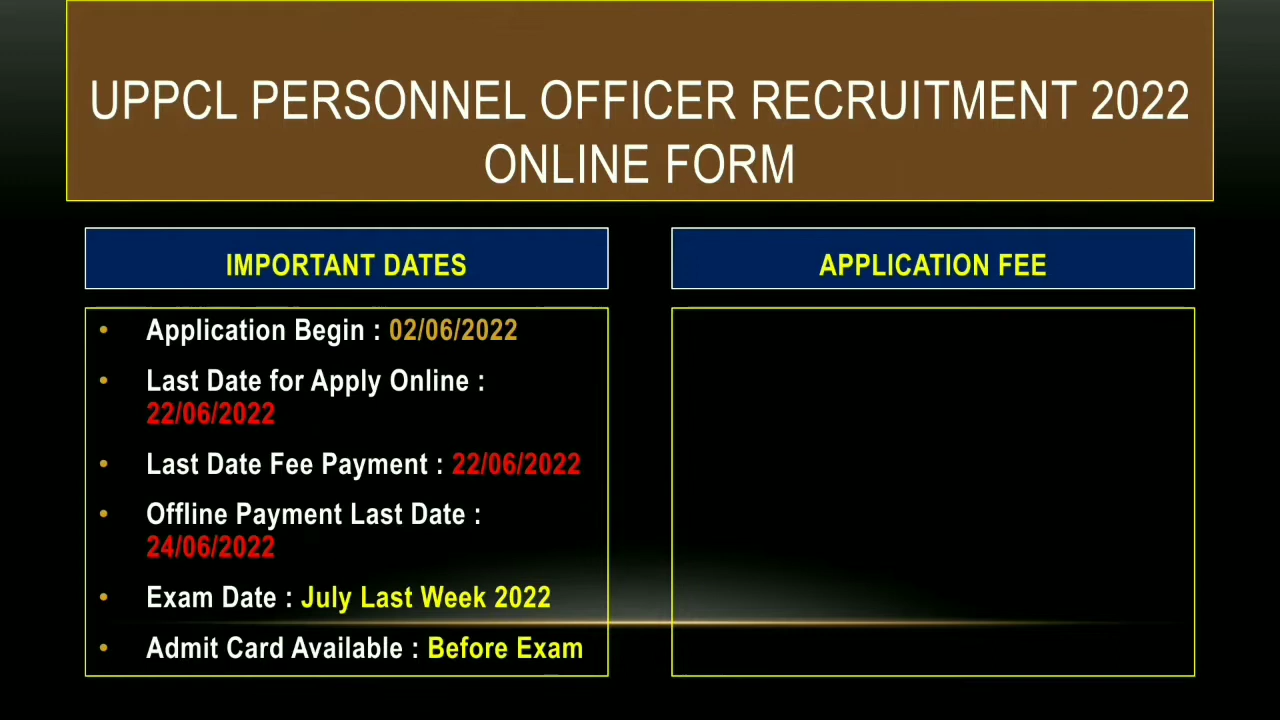 UPPCL PERSONNEL OFFICER RECRUITMENT 2022
ONLINE FORM
IMPORTANT DATES
• Application Begin : 02/06/2022
• Last Date for Apply Online :
22/06/2022
• Last Date Fee Payment : 22/06/2022
• Offline Payment Last Date :
24/06/2022
• Exam Date : July Last Week 2022
• Admit Card Available : Before Exam
APPLICATION FEE